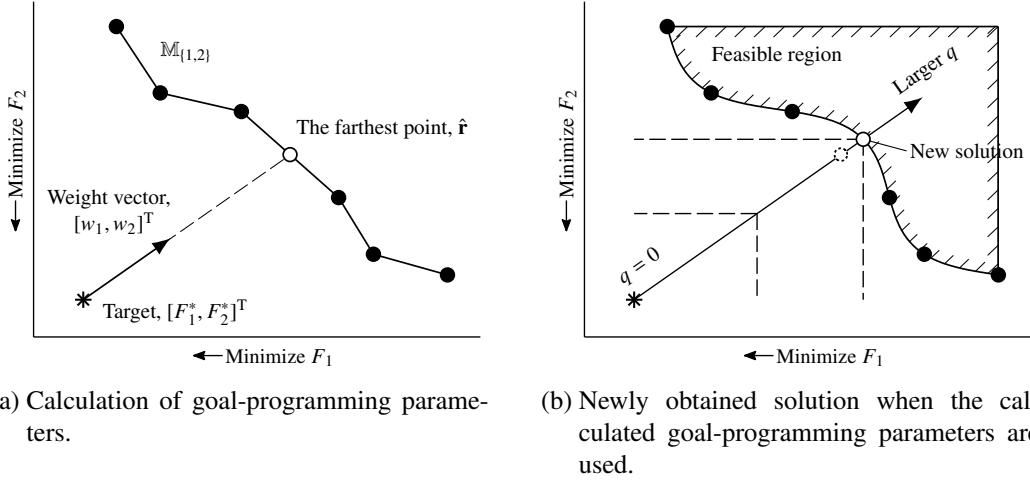 Minimize F₂
𝕄{1,2}
The farthest point, r̂
Weight vector,
[w₁, w₂]ᵀ
Target, [F₁*, F₂*]ᵀ
Minimize F₁
a) Calculation of goal-programming parame-
ters.
Minimize F₂
Feasible region
Larger q
New solution
q = 0
Minimize F₁
(b) Newly obtained solution when the cal-
culated goal-programming parameters are
used.